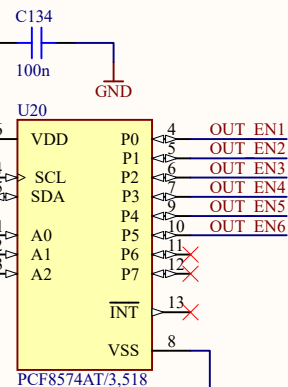 C134
100n
GND
U20
VDD P0 4 OUT_EN1
P1 5 OUT_EN2
SCL P2 6 OUT_EN3
SDA P3 7 OUT_EN4
P4 9 OUT_EN5
A0 P5 10 OUT_EN6
A1 P6 11
A2 P7 12
INT 13
VSS 8
PCF8574AT/3,518